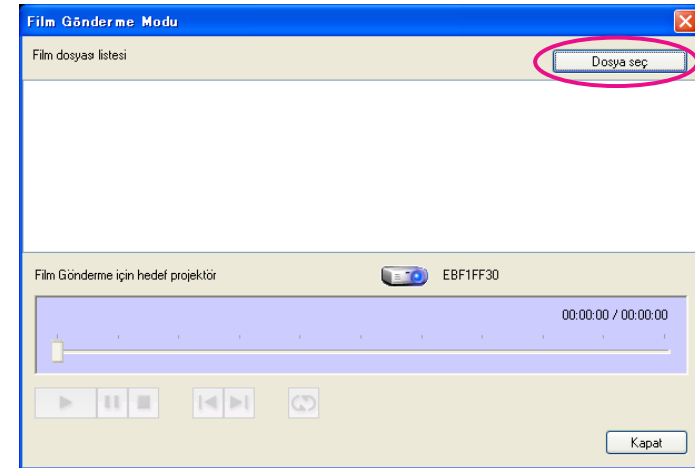 Film Gönderme Modu
Film dosyası listesi
Dosya seç
Film Gönderme için hedef projektör
EBF1FF30
00:00:00 / 00:00:00
Kapat